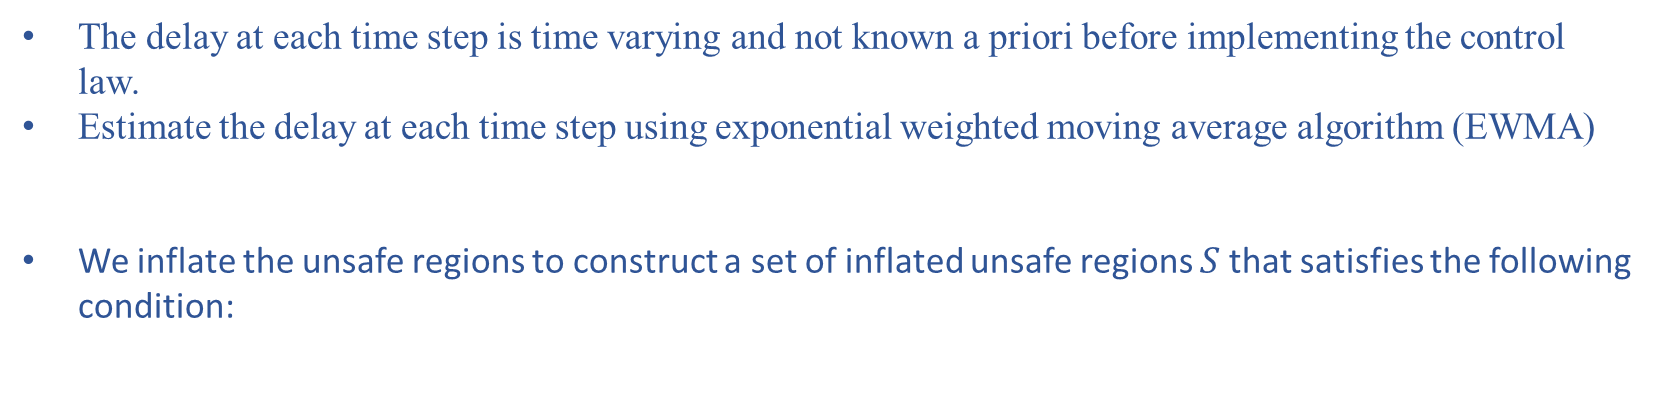 • The delay at each time step is time varying and not known a priori before implementing the control
law.
• Estimate the delay at each time step using exponential weighted moving average algorithm (EWMA)
• We inflate the unsafe regions to construct a set of inflated unsafe regions S that satisfies the following
condition: